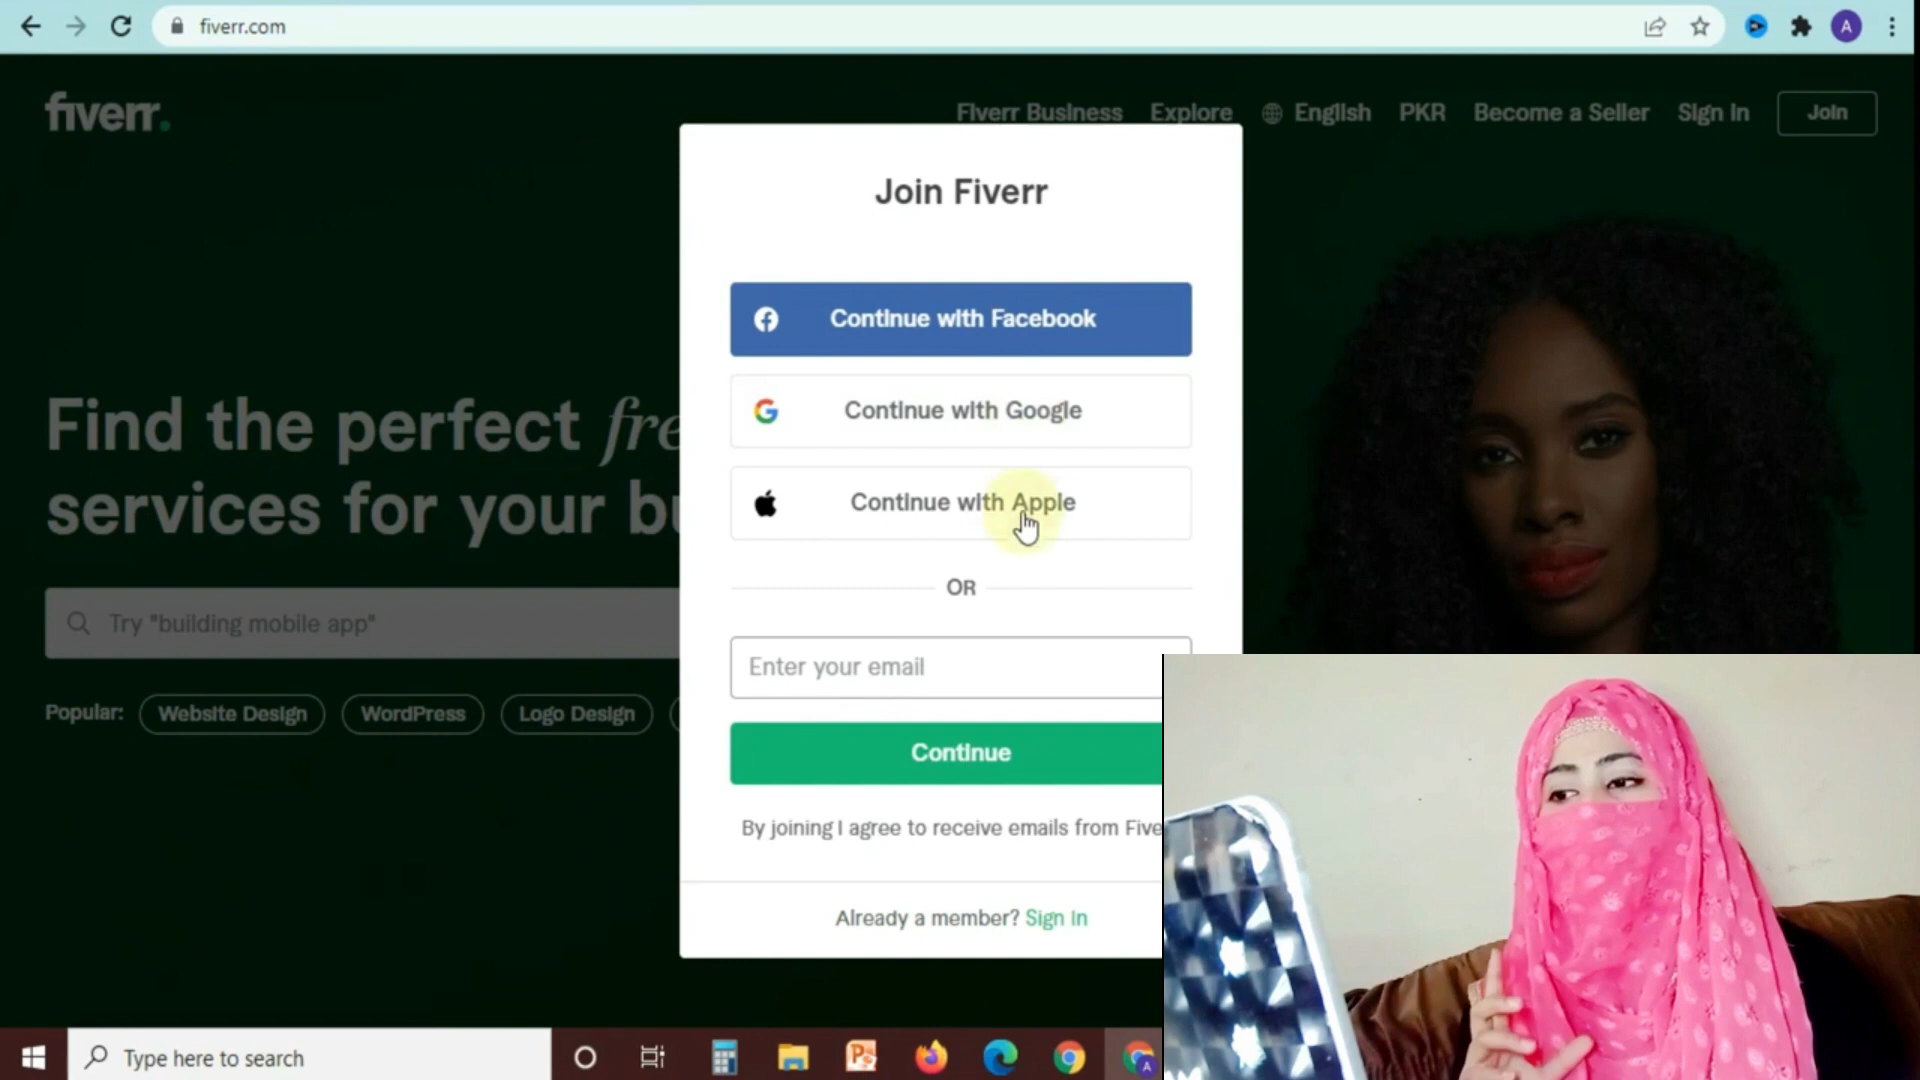 fiverr.com
A
fiverr.
Fiverr Business
Explore
English
PKR
Become a Seller
Sign in
Join
Join Fiverr
Continue with Facebook
Continue with Google
Continue with Apple
OR
Enter your email
Continue
By joining I agree to receive emails from Five
Already a member? Sign In
Find the perfect fre
services for your bu
Try "building mobile app"
Popular:
Website Design
WordPress
Logo Design
Type here to search
A